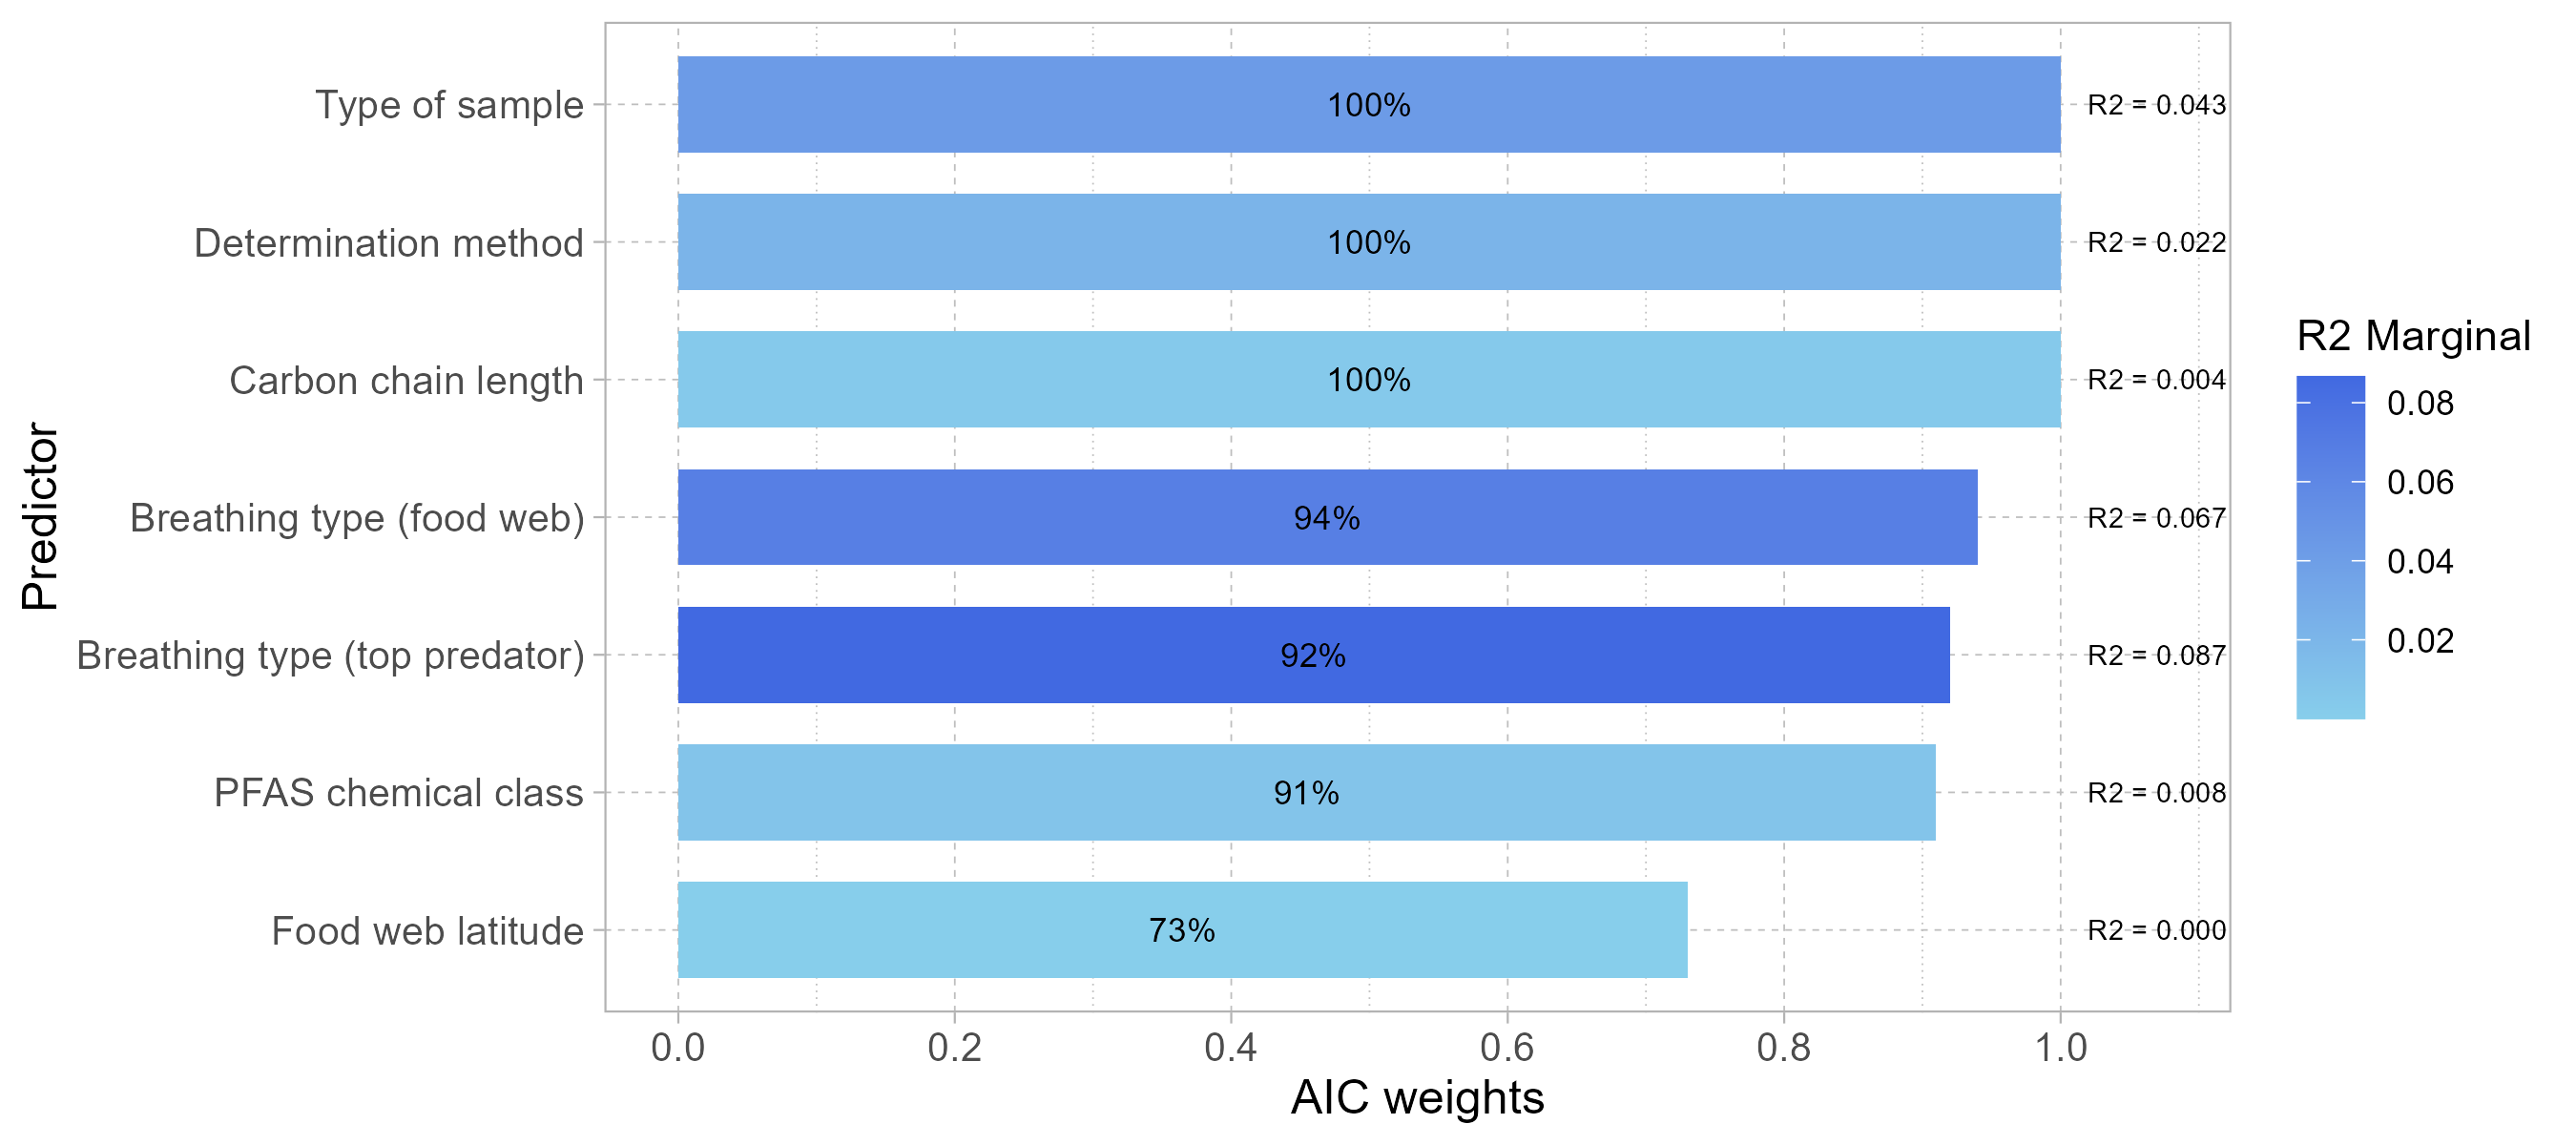 Type of sample
100%
R2 = 0.043
Determination method
100%
R2 = 0.022
Carbon chain length
100%
R2 = 0.004
Breathing type (food web)
94%
R2 = 0.067
Breathing type (top predator)
92%
R2 = 0.087
PFAS chemical class
91%
R2 = 0.008
Food web latitude
73%
R2 = 0.000
Predictor
0.0
0.2
0.4
0.6
0.8
1.0
AIC weights
R2 Marginal
0.08
0.06
0.04
0.02